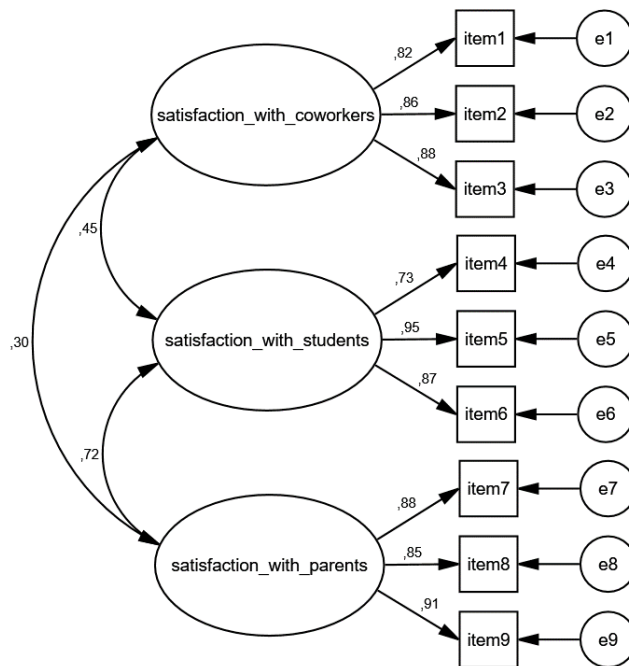 ,82
item1
e1
satisfaction_with_coworkers
,86
item2
e2
,88
item3
e3
,45
,73
item4
e4
satisfaction_with_students
,95
item5
e5
,30
,87
item6
e6
,72
,88
item7
e7
satisfaction_with_parents
,85
item8
e8
,91
item9
e9